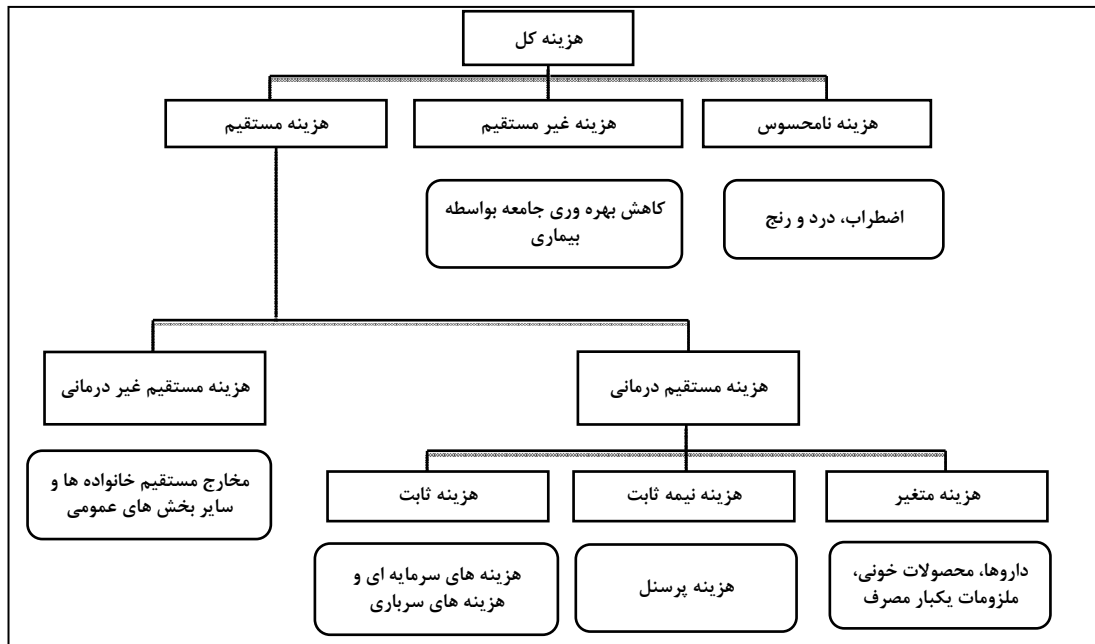 هزینه کل
هزینه نامحسوس
هزینه غیر مستقیم
هزینه مستقیم
اضطراب، درد و رنج
کاهش بهره وری جامعه بواسطه
بیماری
هزینه مستقیم درمانی
هزینه مستقیم غیر درمانی
مخارج مستقیم خانواده ها و
سایر بخش های عمومی
هزینه متغیر
هزینه نیمه ثابت
هزینه ثابت
داروها، محصولات خونی،
ملزومات یکبار مصرف
هزینه پرسنل
هزینه های سرمایه ای و
هزینه های سرباری